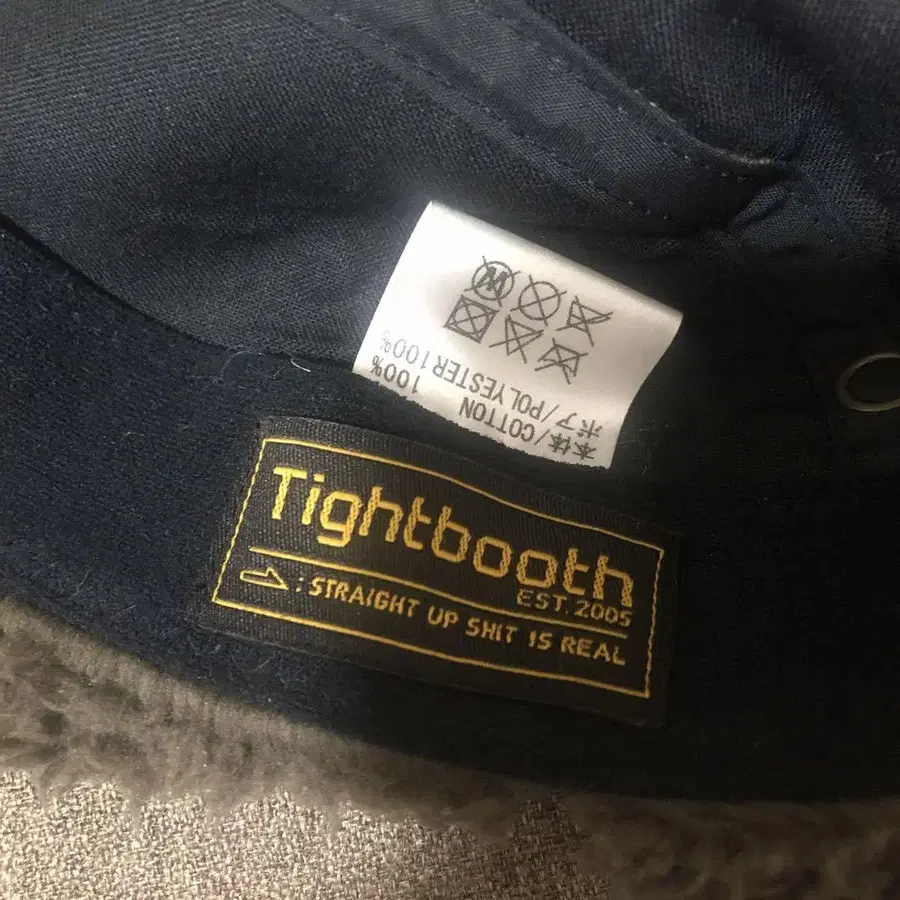 本体/COTTON 100%
ボア/POLYESTER100%
W
Tightbooth
EST. 2005
: STRAIGHT UP SHIT IS REAL